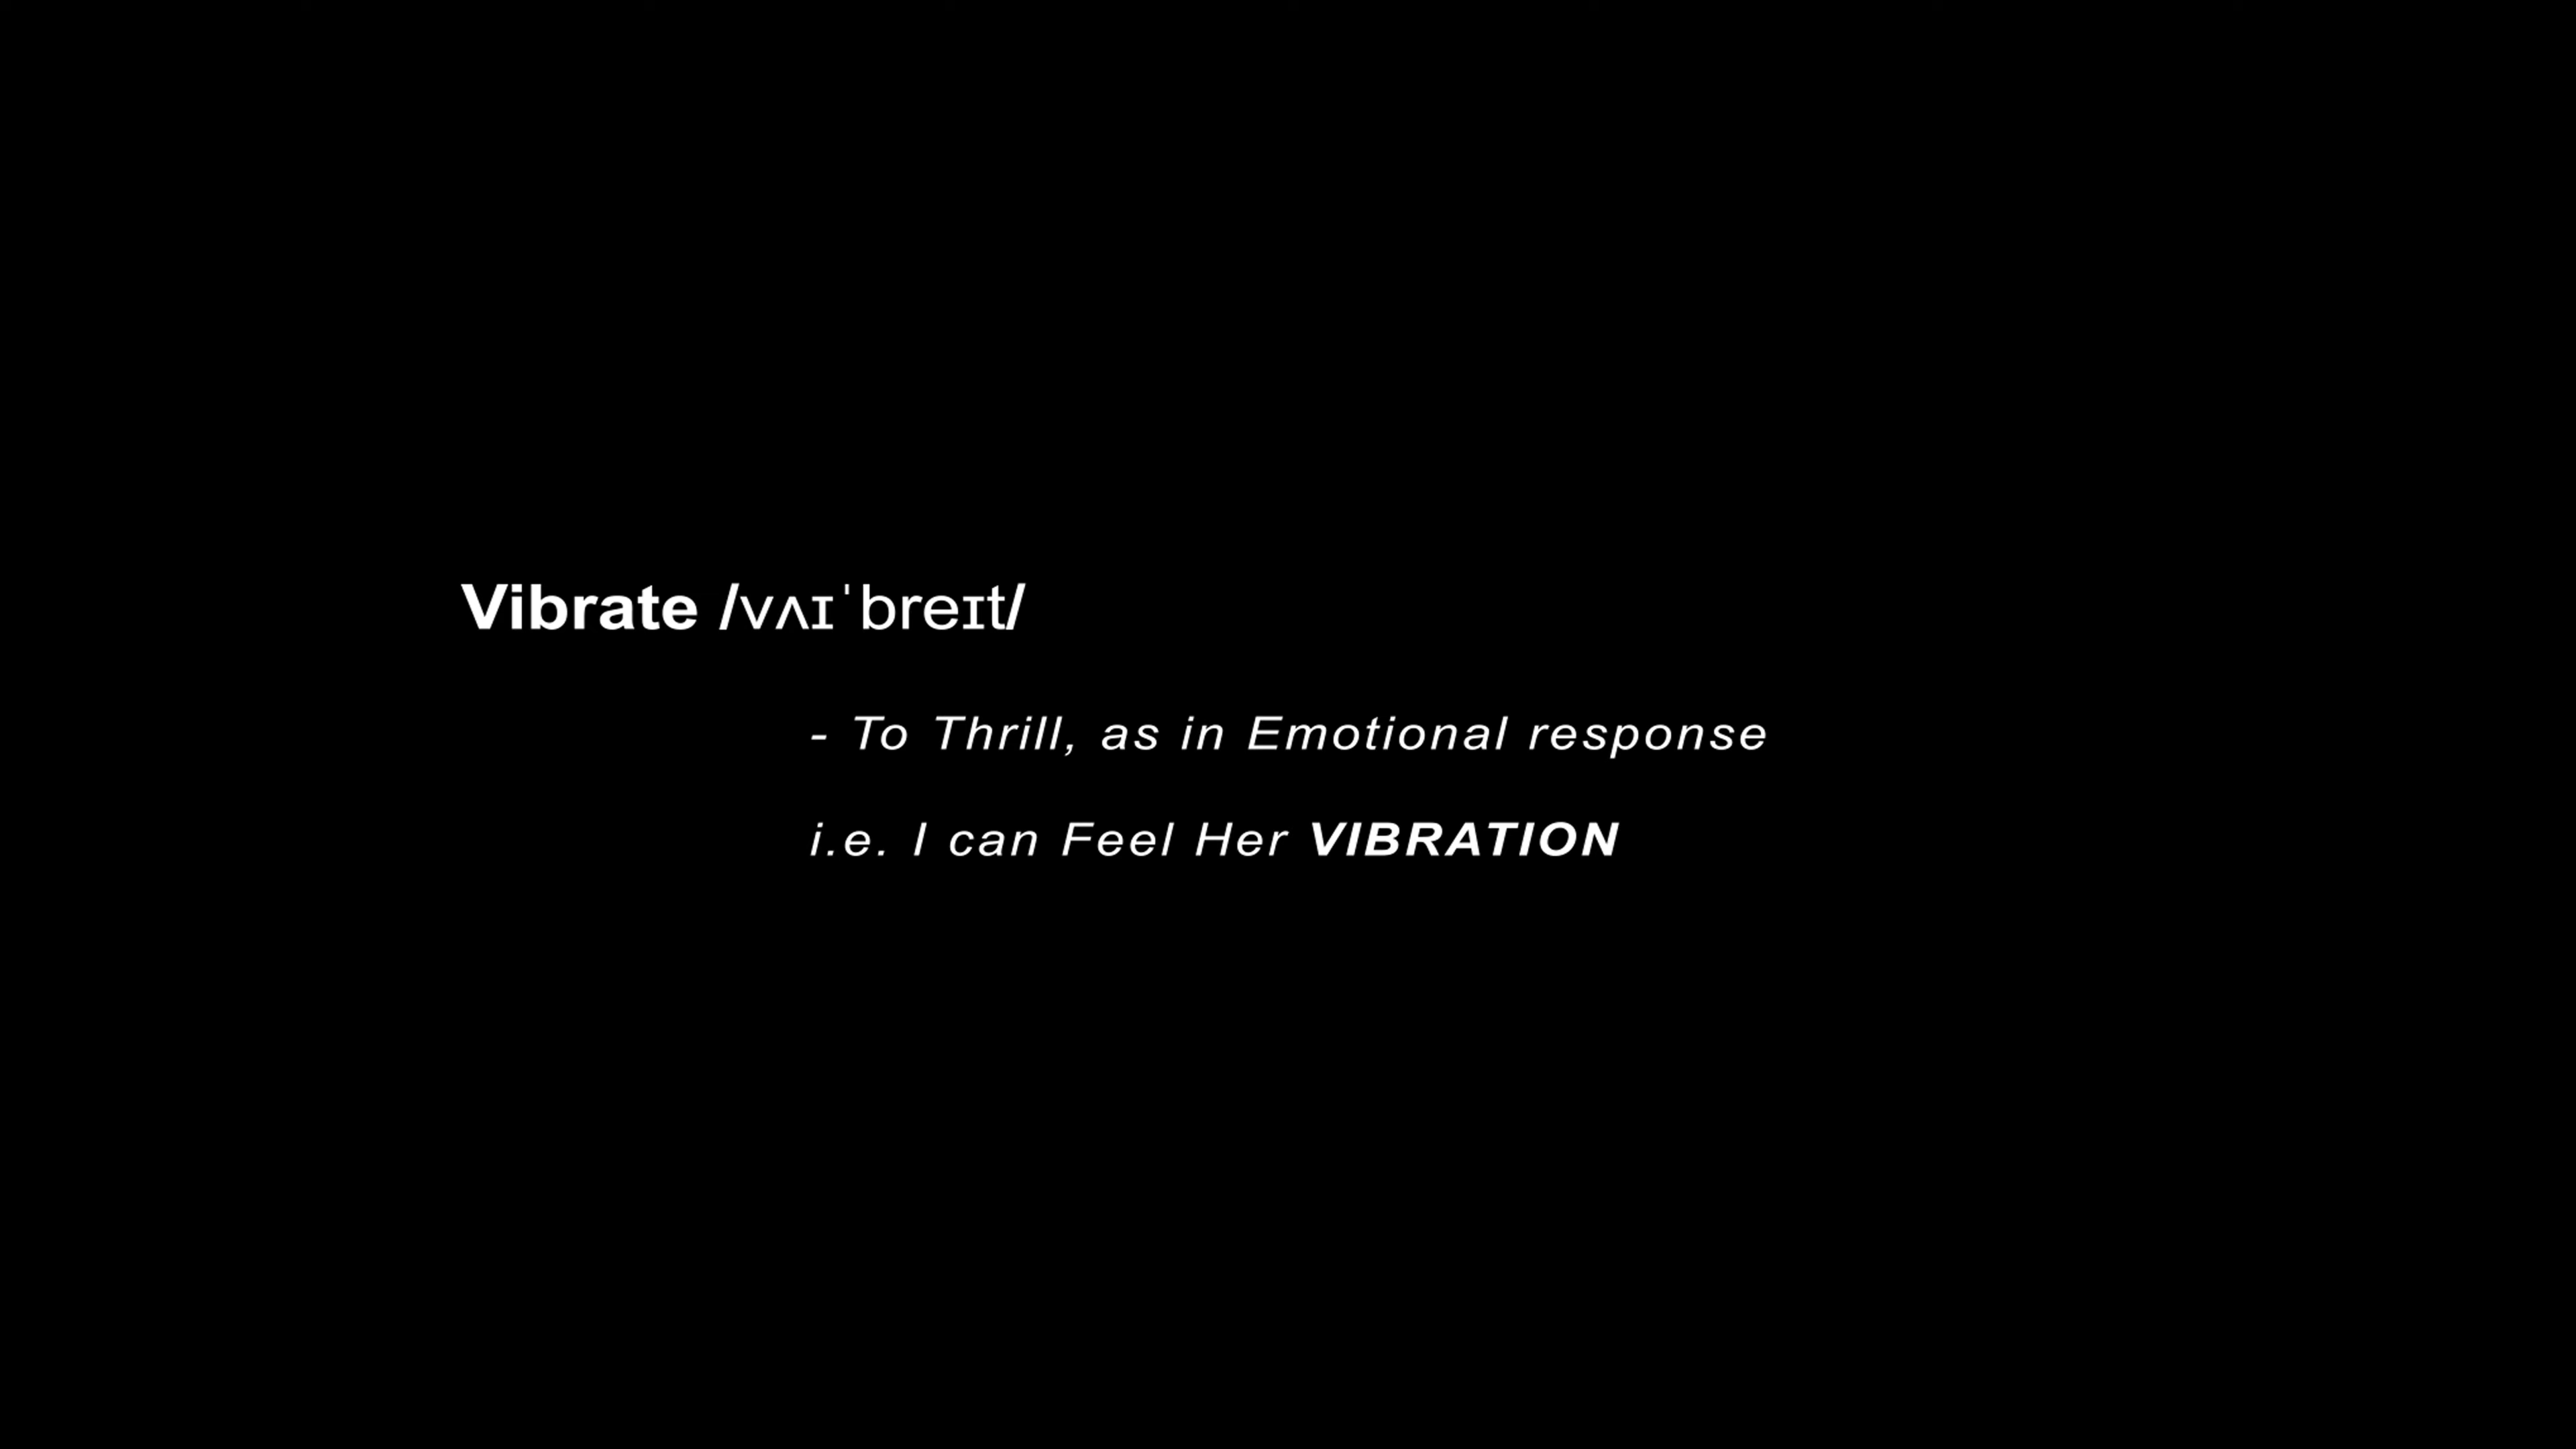 Vibrate /vʌɪˈbreɪt/
- To Thrill, as in Emotional response
i.e. I can Feel Her VIBRATION